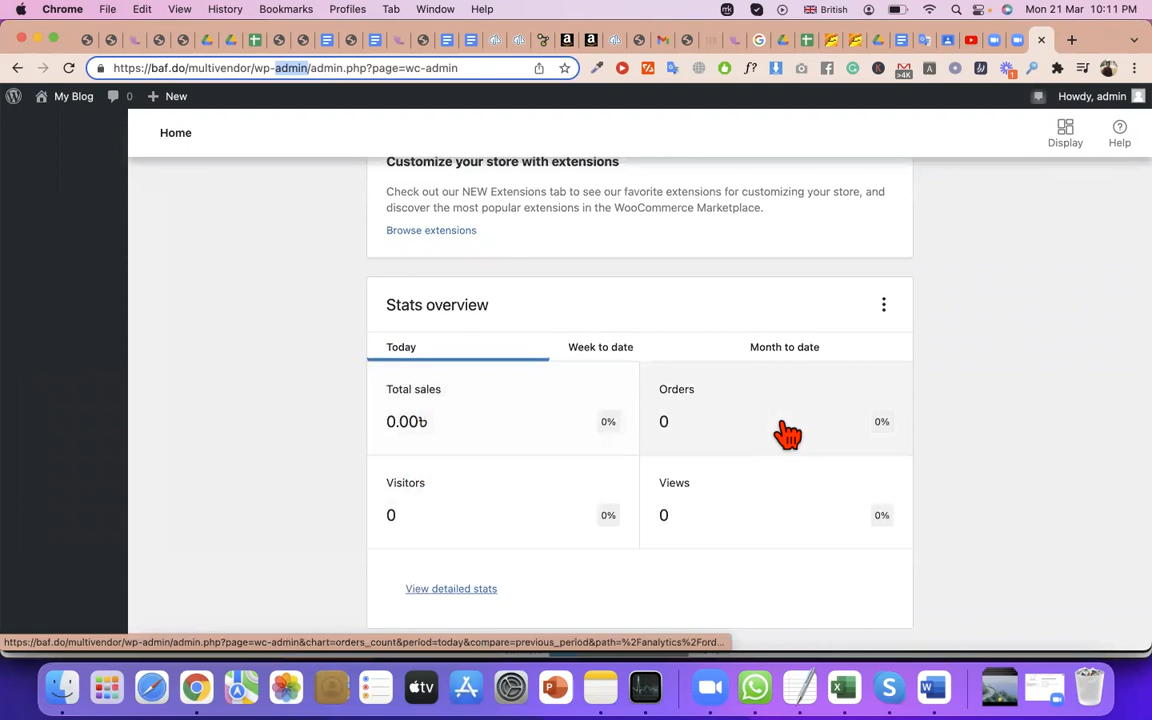 Chrome File Edit View History Bookmarks Profiles Tab Window Help British Mon 21 Mar 10:11 PM
https://baf.do/multivendor/wp-admin/admin.php?page=wc-admin
My Blog 0 New Howdy, admin
Home
Display Help
Customize your store with extensions
Check out our NEW Extensions tab to see our favorite extensions for customizing your store, and
discover the most popular extensions in the WooCommerce Marketplace.
Browse extensions
Stats overview
Today Week to date Month to date
Total sales Orders
0.00৳ 0% 0 0%
Visitors Views
0 0% 0 0%
View detailed stats
https://baf.do/multivendor/wp-admin/admin.php?page=wc-admin&chart=orders_count&period=today&compare=previous_period&path=%2Fanalytics%2Ford...